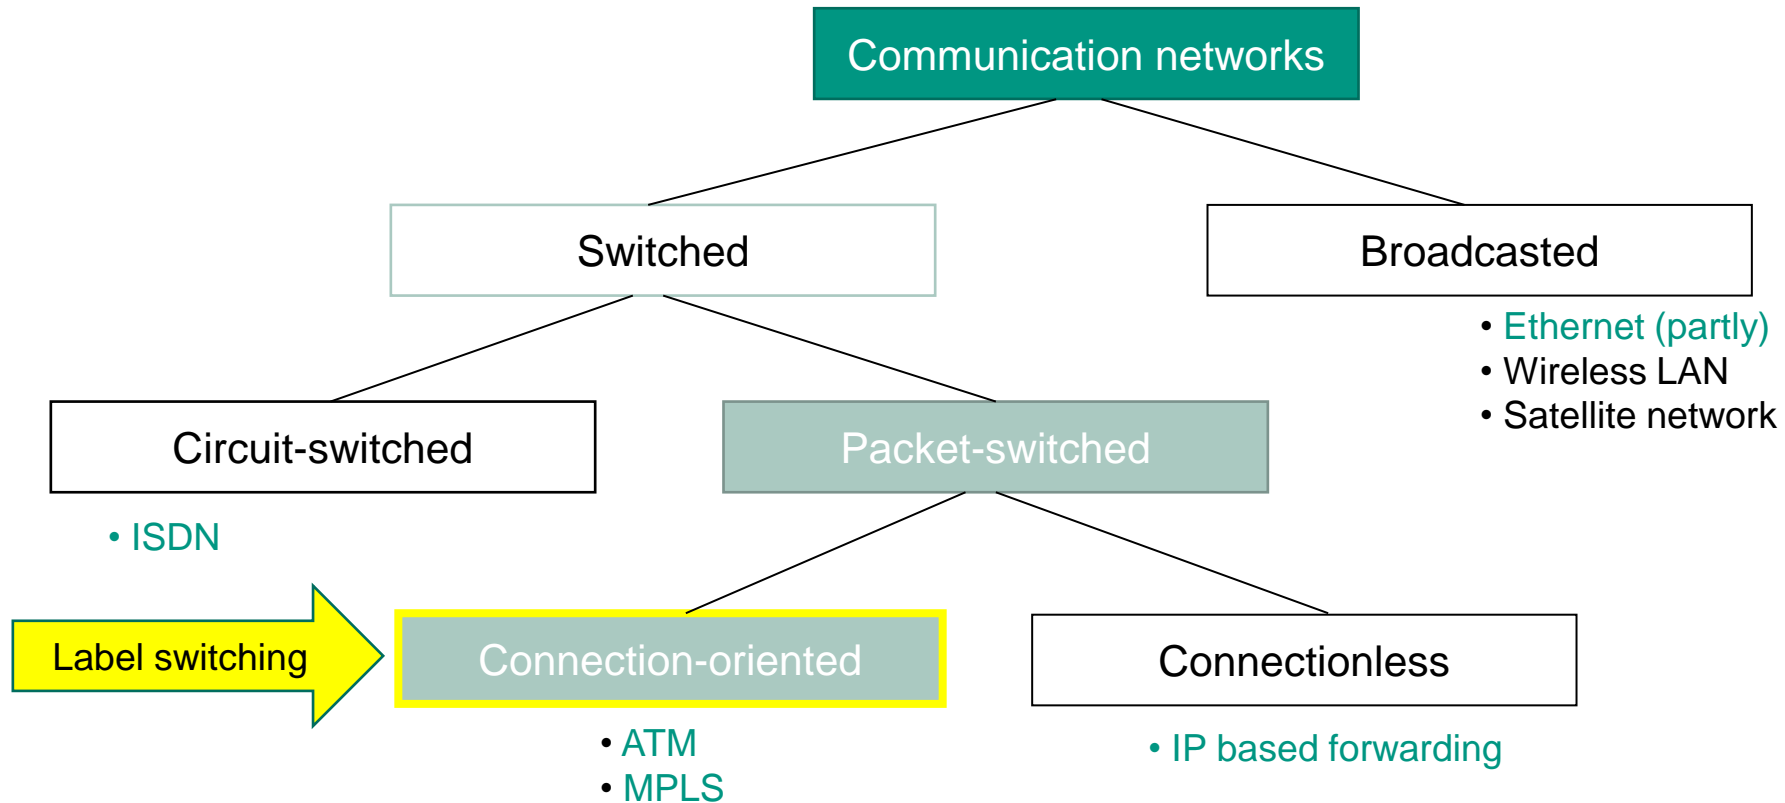 Communication networks
Switched
Broadcasted
• Ethernet (partly)
• Wireless LAN
• Satellite network
Circuit-switched
Packet-switched
• ISDN
Label switching
Connection-oriented
Connectionless
• ATM
• MPLS
• IP based forwarding